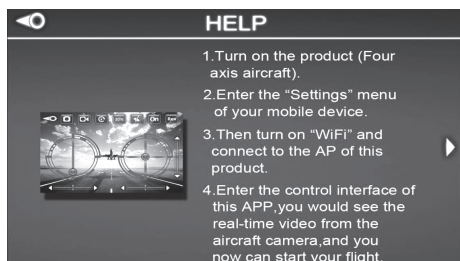 HELP
1.Turn on the product (Four
axis aircraft).
2.Enter the “Settings” menu
of your mobile device.
3.Then turn on “WiFi” and
connect to the AP of this
product.
4.Enter the control interface of
this APP,you would see the
real-time video from the
aircraft camera,and you
now can start your flight.